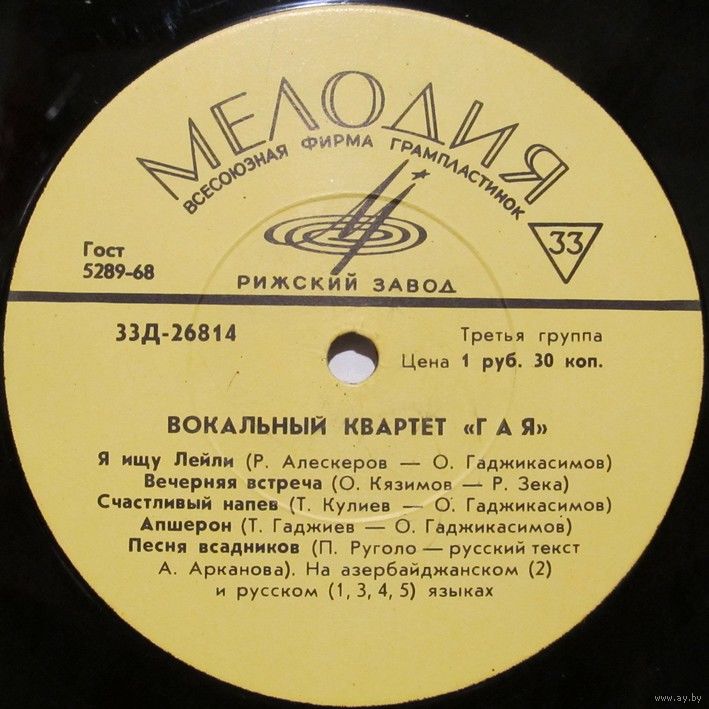 МЕЛОДИЯ
ВСЕСОЮЗНАЯ ФИРМА ГРАМПЛАСТИНОК
Гост
5289-68
33
РИЖСКИЙ ЗАВОД
33Д-26814
Третья группа
Цена 1 руб. 30 коп.
ВОКАЛЬНЫЙ КВАРТЕТ «ГАЯ»
Я ищу Лейли (Р. Алескеров — О. Гаджикасимов)
Вечерняя встреча (О. Кязимов — Р. Зека)
Счастливый напев (Т. Кулиев — О. Гаджикасимов)
Апшерон (Т. Гаджиев — О. Гаджикасимов)
Песня всадников (П. Руголо — русский текст
А. Арканова). На азербайджанском (2)
и русском (1, 3, 4, 5) языках
www.ay.by